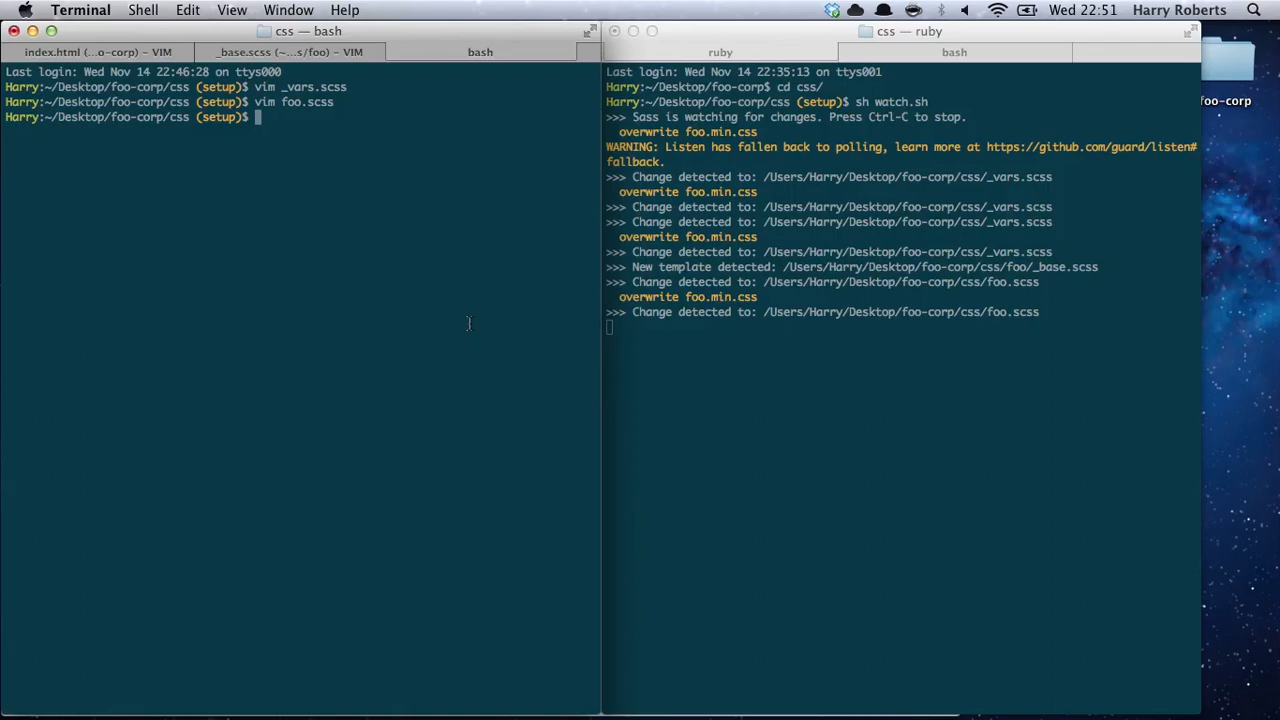 Terminal Shell Edit View Window Help
Wed 22:51 Harry Roberts
css — bash
index.html (...o-corp) – VIM
_base.scss (~...s/foo) – VIM
bash
Last login: Wed Nov 14 22:46:28 on ttys000
Harry:~/Desktop/foo-corp/css (setup)$ vim _vars.scss
Harry:~/Desktop/foo-corp/css (setup)$ vim foo.scss
Harry:~/Desktop/foo-corp/css (setup)$
css — ruby
ruby
bash
Last login: Wed Nov 14 22:35:13 on ttys001
Harry:~/Desktop/foo-corp$ cd css/
Harry:~/Desktop/foo-corp/css (setup)$ sh watch.sh
>>> Sass is watching for changes. Press Ctrl-C to stop.
overwrite foo.min.css
WARNING: Listen has fallen back to polling, learn more at https://github.com/guard/listen#
fallback.
>>> Change detected to: /Users/Harry/Desktop/foo-corp/css/_vars.scss
overwrite foo.min.css
>>> Change detected to: /Users/Harry/Desktop/foo-corp/css/_vars.scss
>>> Change detected to: /Users/Harry/Desktop/foo-corp/css/_vars.scss
overwrite foo.min.css
>>> Change detected to: /Users/Harry/Desktop/foo-corp/css/_vars.scss
>>> New template detected: /Users/Harry/Desktop/foo-corp/css/foo/_base.scss
>>> Change detected to: /Users/Harry/Desktop/foo-corp/css/foo.scss
overwrite foo.min.css
>>> Change detected to: /Users/Harry/Desktop/foo-corp/css/foo.scss
foo-corp